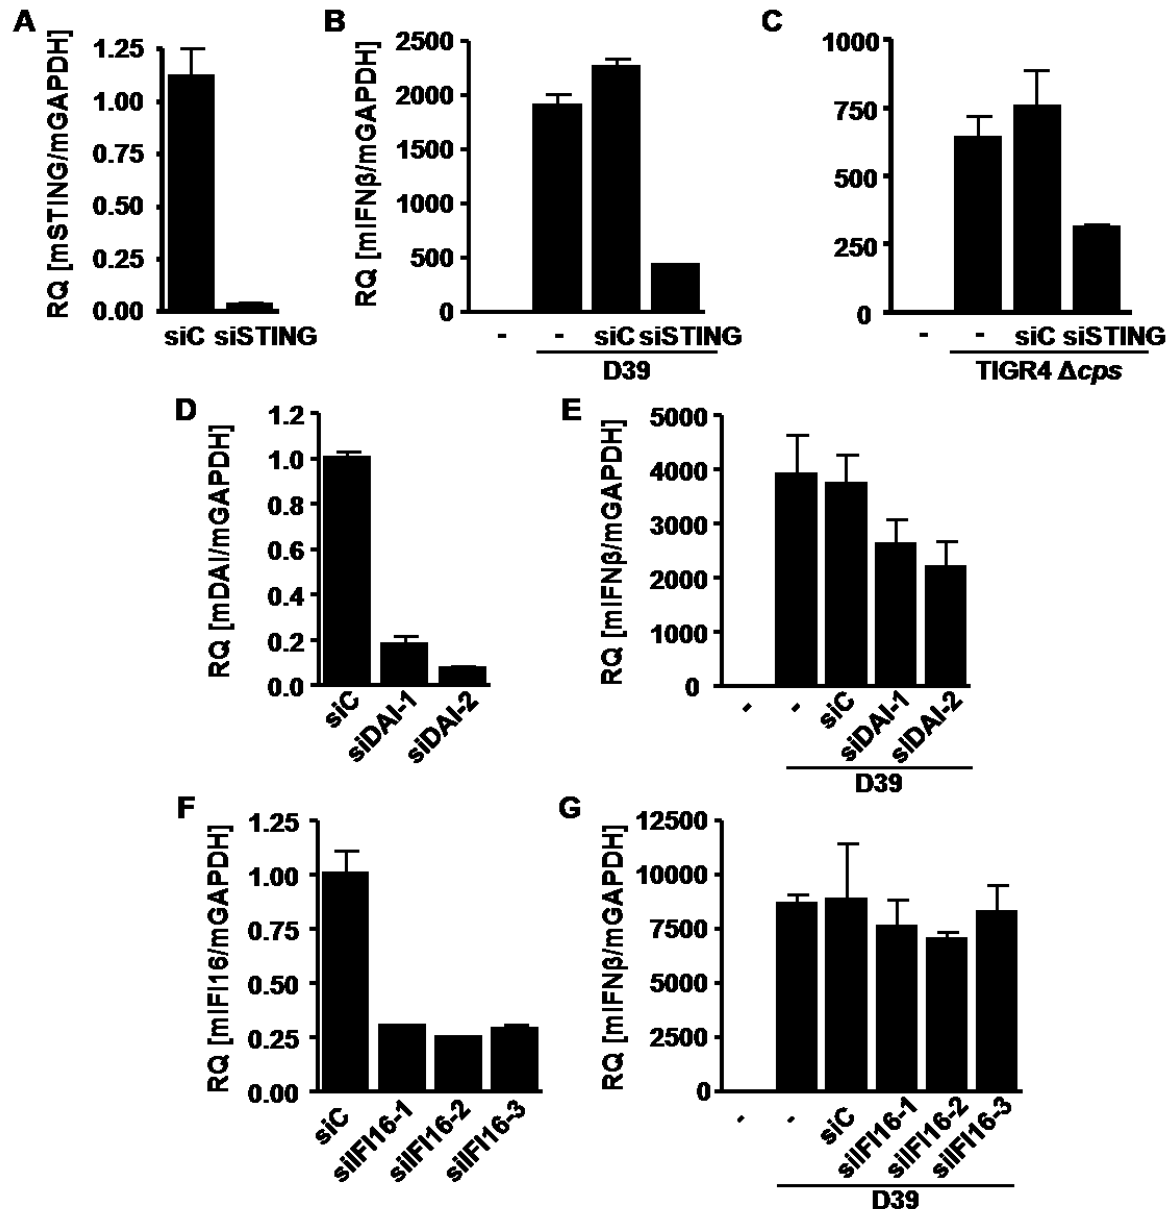 A
RQ [mSTING/mGAPDH]
1.25
1.00
0.75
0.50
0.25
0.00
siC siSTING
B
RQ [mIFNβ/mGAPDH]
2500
2000
1500
1000
500
0
- - siC siSTING
D39
C
1000
750
500
250
0
- - siC siSTING
TIGR4 Δcps
D
RQ [mDAI/mGAPDH]
1.2
1.0
0.8
0.6
0.4
0.2
0.0
siC
siDAI-1
siDAI-2
E
RQ [mIFNβ/mGAPDH]
5000
4000
3000
2000
1000
0
-
-
siC
siDAI-1
siDAI-2
D39
F
RQ [mIFI16/mGAPDH]
1.25
1.00
0.75
0.50
0.25
0.00
siC
siIFI16-1
siIFI16-2
siIFI16-3
G
RQ [mIFNβ/mGAPDH]
12500
10000
7500
5000
2500
0
-
-
siC
siIFI16-1
siIFI16-2
siIFI16-3
D39